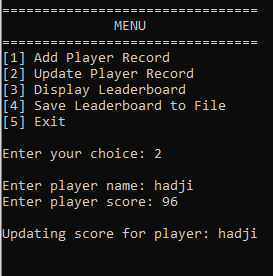 ================================
MENU
================================
[1] Add Player Record
[2] Update Player Record
[3] Display Leaderboard
[4] Save Leaderboard to File
[5] Exit
Enter your choice: 2
Enter player name: hadji
Enter player score: 96
Updating score for player: hadji